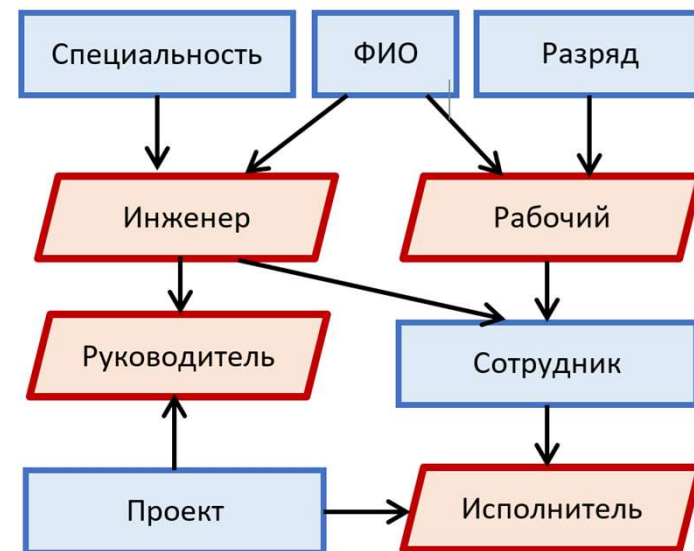 Специальность
ФИО
Разряд
Инженер
Рабочий
Руководитель
Сотрудник
Проект
Исполнитель